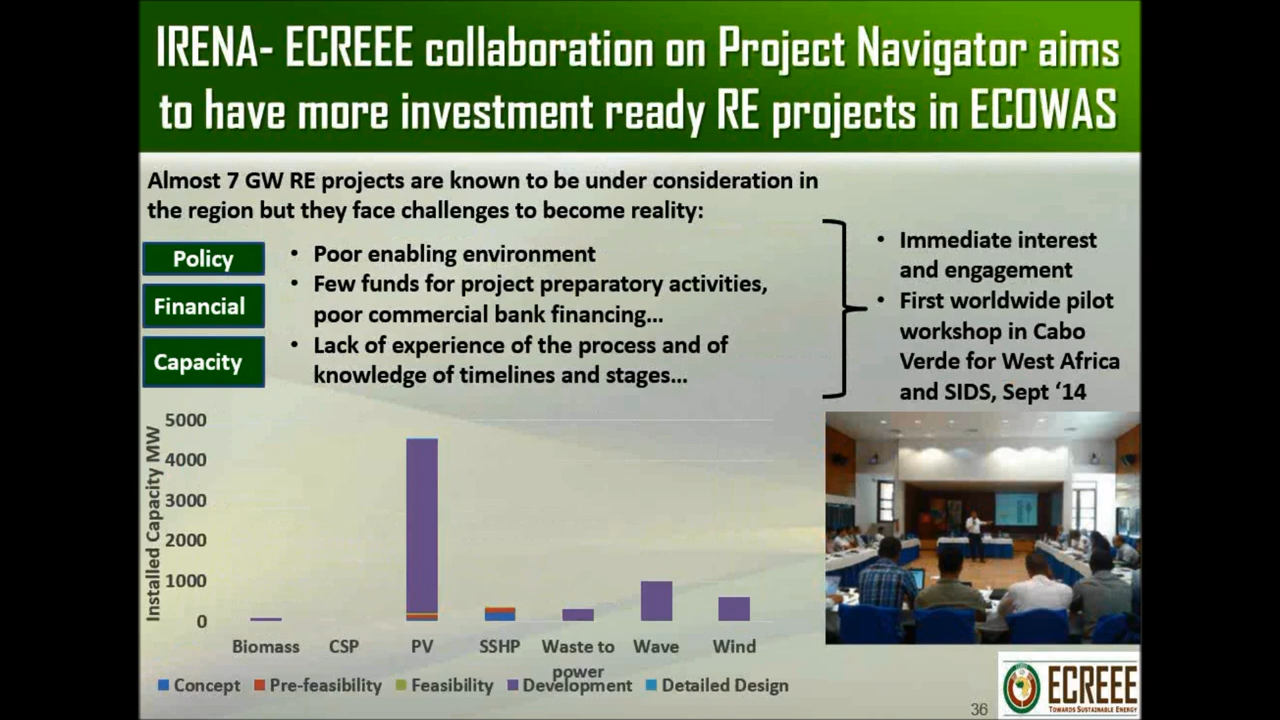 IRENA- ECREEE collaboration on Project Navigator aims
to have more investment ready RE projects in ECOWAS
Almost 7 GW RE projects are known to be under consideration in
the region but they face challenges to become reality:
Policy
• Poor enabling environment
Financial
• Few funds for project preparatory activities,
poor commercial bank financing...
Capacity
• Lack of experience of the process and of
knowledge of timelines and stages...
• Immediate interest
and engagement
• First worldwide pilot
workshop in Cabo
Verde for West Africa
and SIDS, Sept ‘14
Installed Capacity MW
5000
4000
3000
2000
1000
0
Biomass CSP PV SSHP Waste to Wave Wind
power
Concept Pre-feasibility Feasibility Development Detailed Design
ECREEE
TOWARDS SUSTAINABLE ENERGY
36